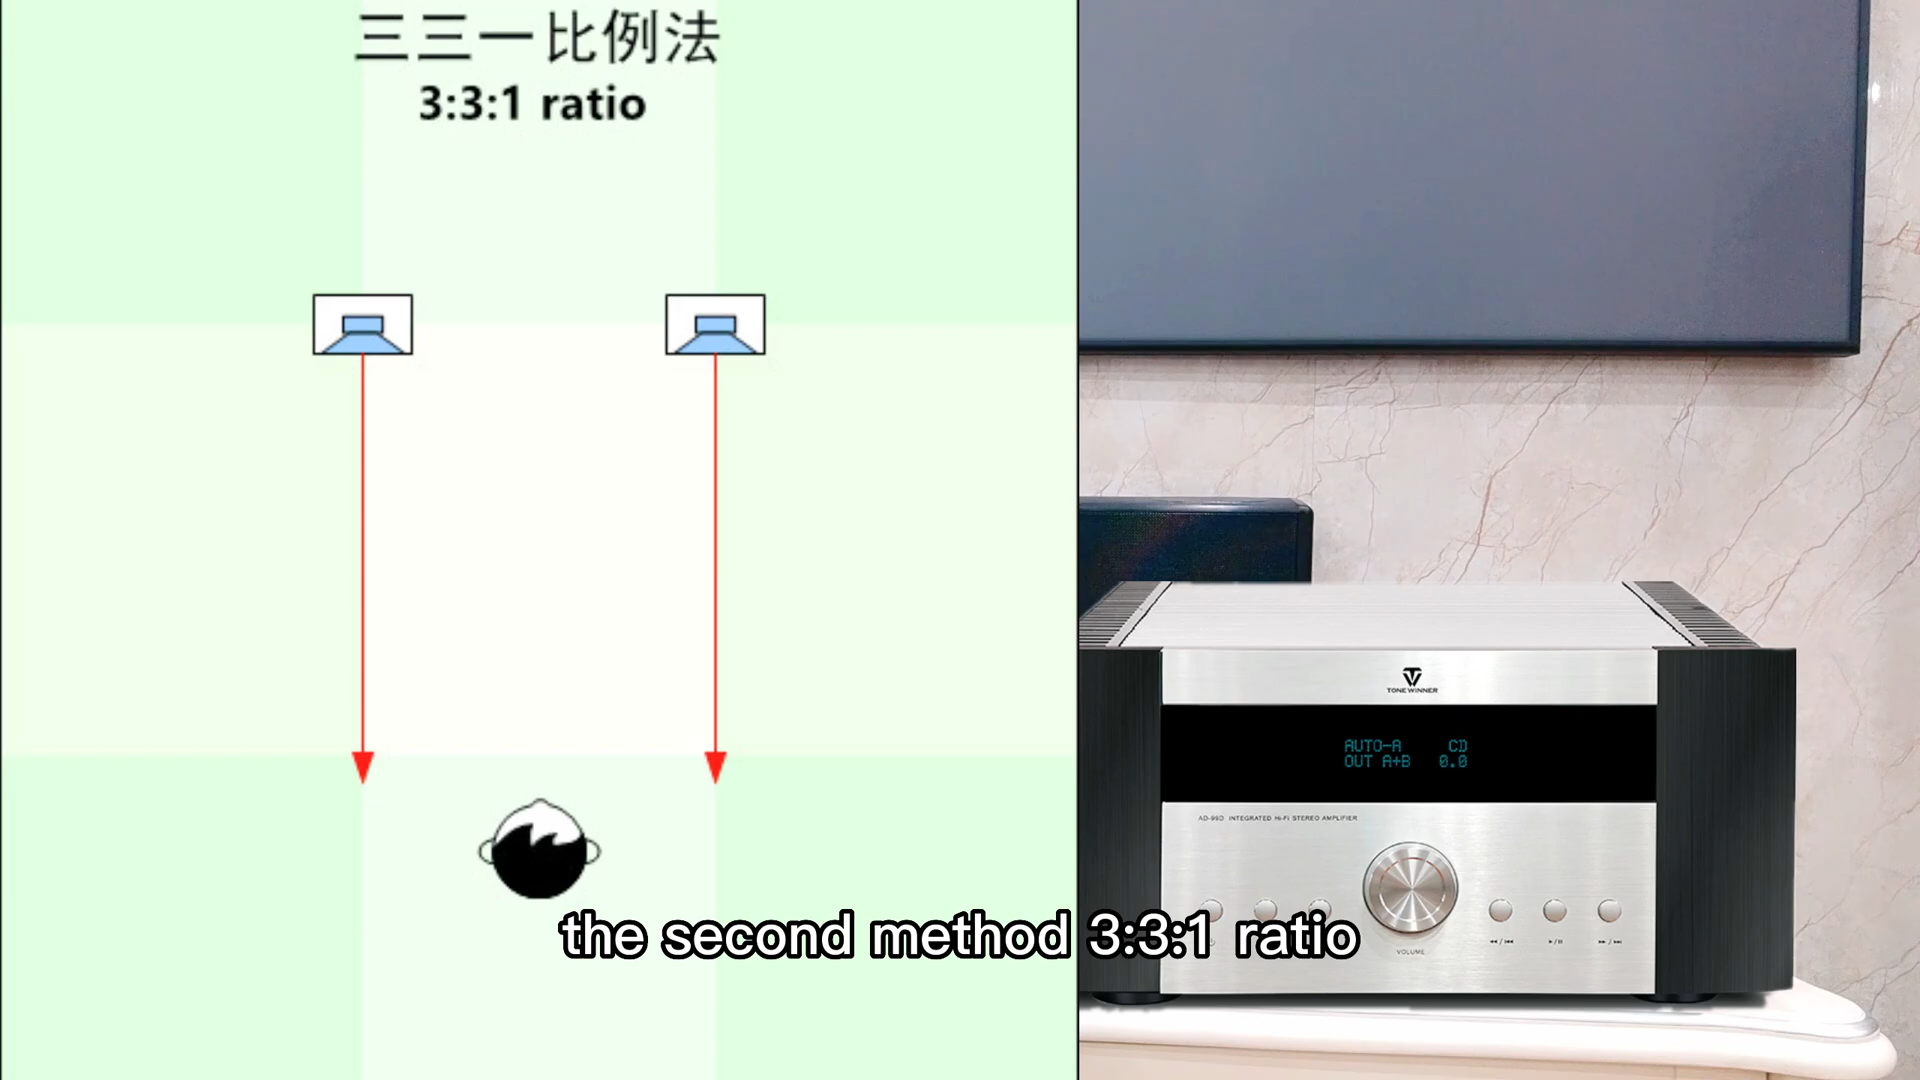 三三一比例法
3:3:1 ratio
TONEWINNER
AUTO-A CD
OUT A+B 0.0
AD-99D INTEGRATED Hi-Fi STEREO AMPLIFIER
VOLUME
the second method 3:3:1 ratio